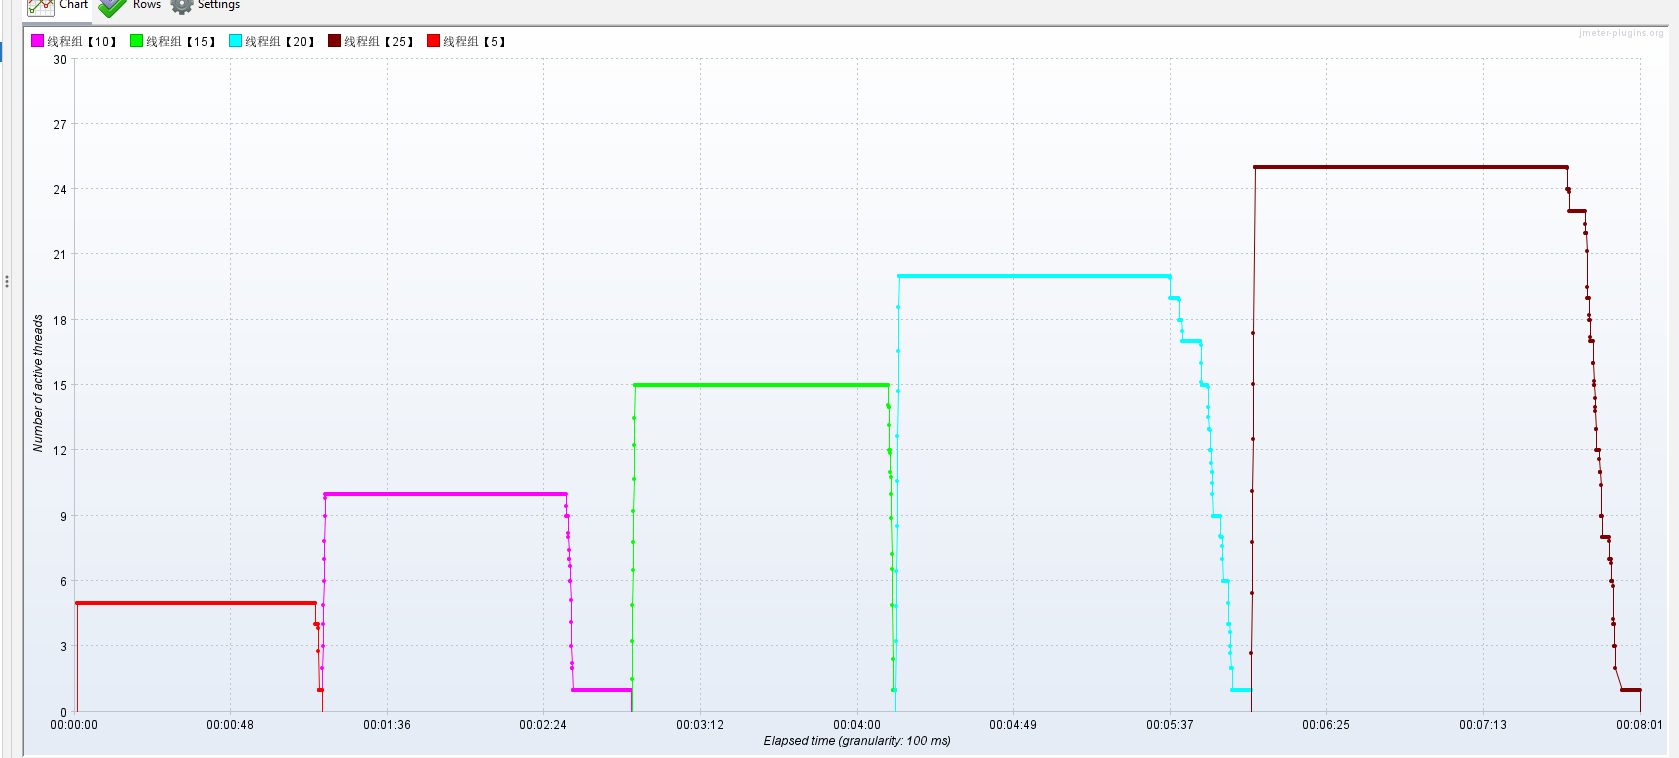 Chart Rows Settings
线程组【10】 线程组【15】 线程组【20】 线程组【25】 线程组【5】
jmeter-plugins.org
30
27
24
21
18
15
12
9
6
3
0
Number of active threads
00:00:00 00:00:48 00:01:36 00:02:24 00:03:12 00:04:00 00:04:49 00:05:37 00:06:25 00:07:13 00:08:01
Elapsed time (granularity: 100 ms)